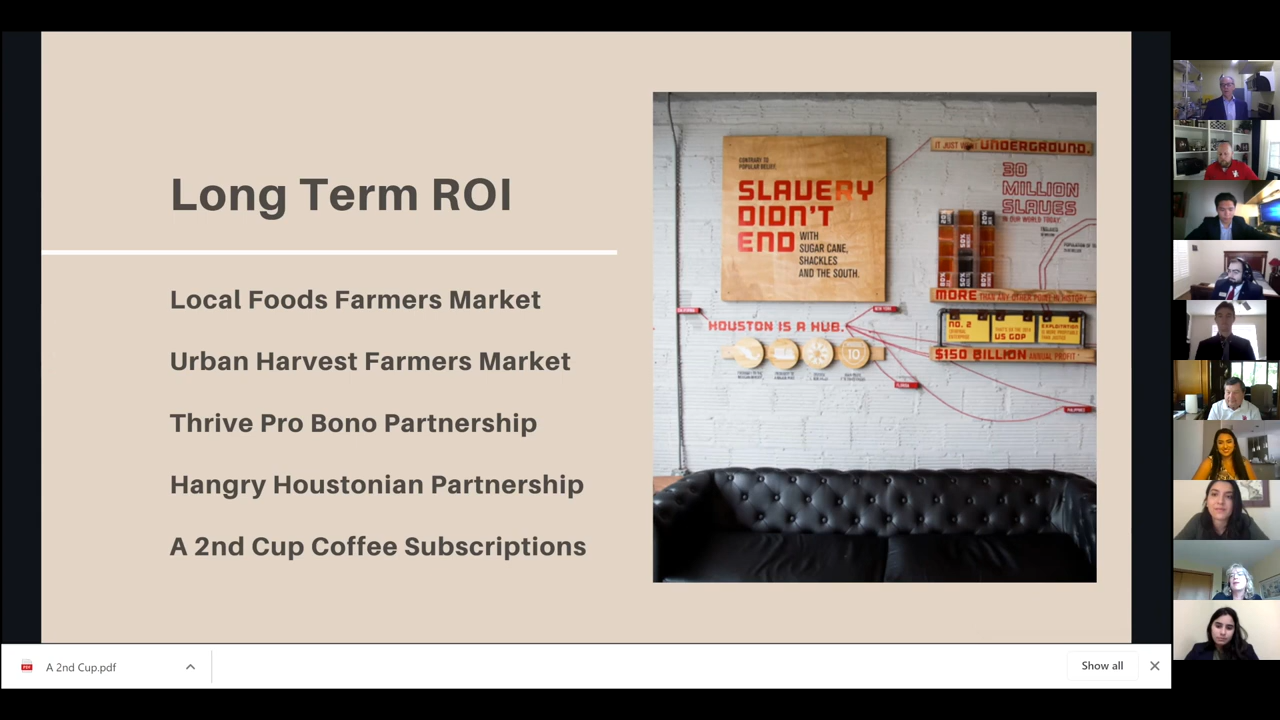 Long Term ROI
Local Foods Farmers Market
Urban Harvest Farmers Market
Thrive Pro Bono Partnership
Hangry Houstonian Partnership
A 2nd Cup Coffee Subscriptions
CONTRARY TO
POPULAR BELIEF,
SLAVERY
DIDN'T
END
WITH
SUGAR CANE,
SHACKLES
AND THE SOUTH.
IT JUST WENT UNDERGROUND.
30
MILLION
SLAVES
IN OUR WORLD TODAY
MORE THAN ANY OTHER POINT IN HISTORY.
HOUSTON IS A HUB.
NO. 2
US GDP
$150 BILLION ANNUAL PROFIT
FLORIDA
PHILIPPINES
A 2nd Cup.pdf
Show all